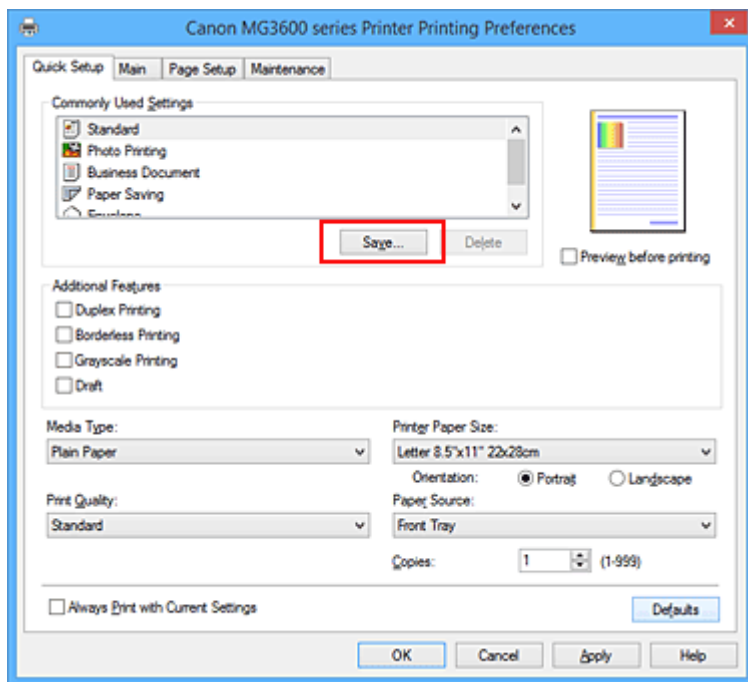 Canon MG3600 series Printer Printing Preferences
Quick Setup Main Page Setup Maintenance
Commonly Used Settings
Standard
Photo Printing
Business Document
Paper Saving
Envelope
Save... Delete
Preview before printing
Additional Features
Duplex Printing
Borderless Printing
Grayscale Printing
Draft
Media Type: Printer Paper Size:
Plain Paper Letter 8.5"x11" 22x28cm
Orientation: Portrait Landscape
Print Quality: Paper Source:
Standard Front Tray
Copies: 1 (1-999)
Always Print with Current Settings Defaults
OK Cancel Apply Help